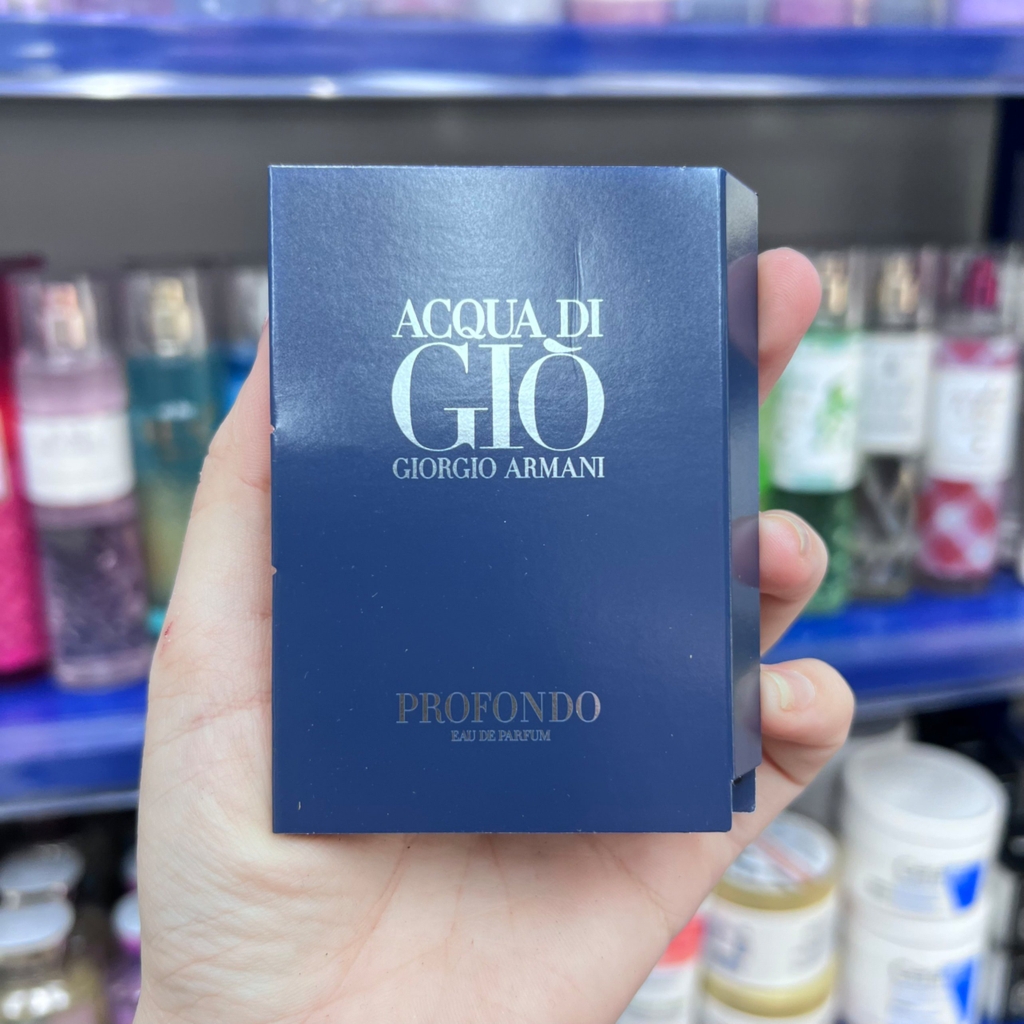 ACQUA DI
GIÒ
GIORGIO ARMANI
PROFONDO
EAU DE PARFUM